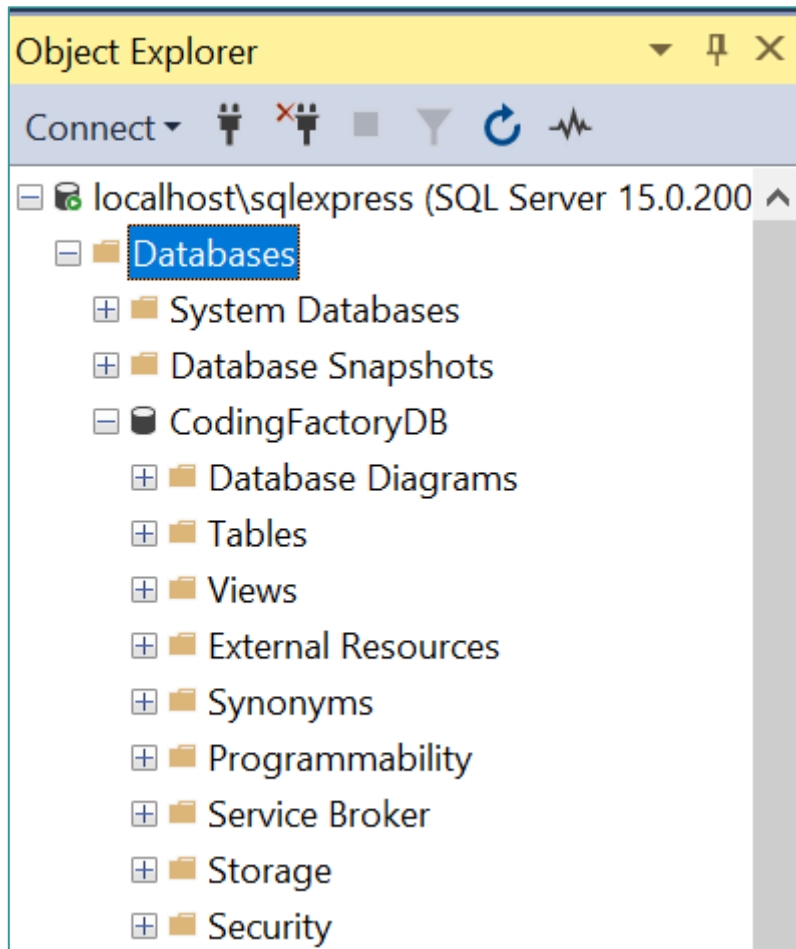 Object Explorer
Connect
localhost\sqlexpress (SQL Server 15.0.200
Databases
System Databases
Database Snapshots
CodingFactoryDB
Database Diagrams
Tables
Views
External Resources
Synonyms
Programmability
Service Broker
Storage
Security